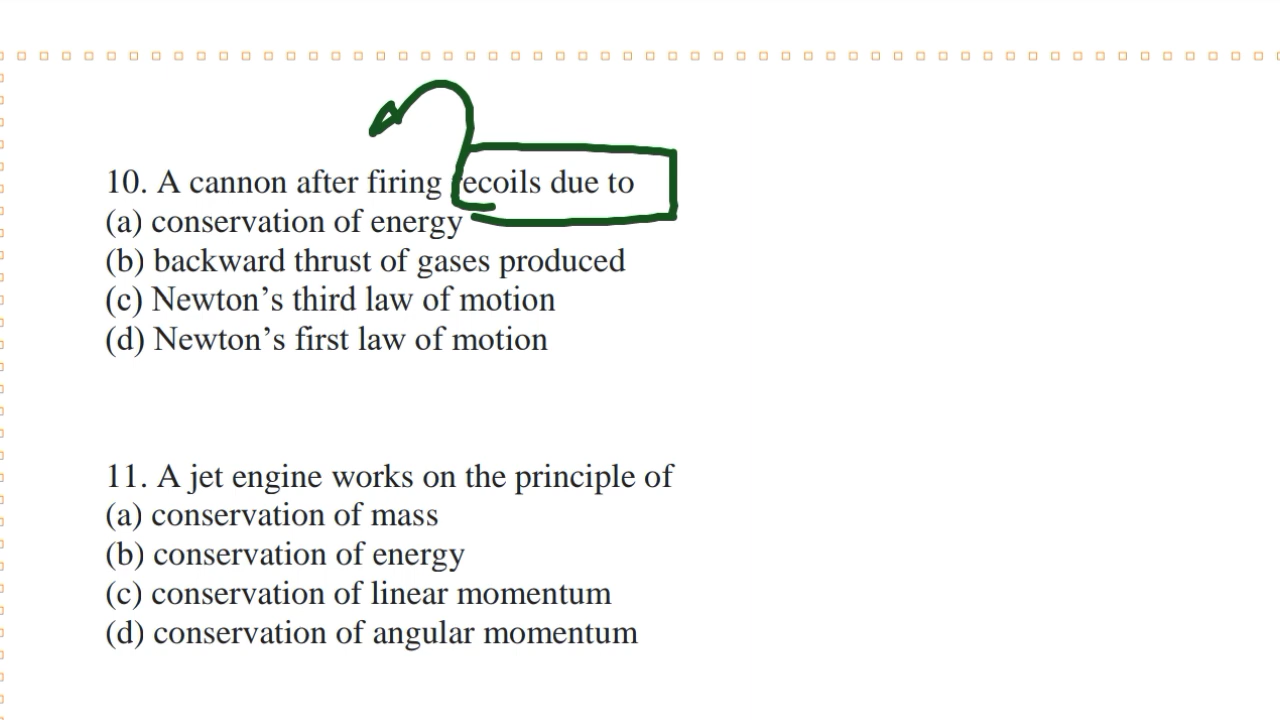 10. A cannon after firing recoils due to
(a) conservation of energy
(b) backward thrust of gases produced
(c) Newton’s third law of motion
(d) Newton’s first law of motion
11. A jet engine works on the principle of
(a) conservation of mass
(b) conservation of energy
(c) conservation of linear momentum
(d) conservation of angular momentum